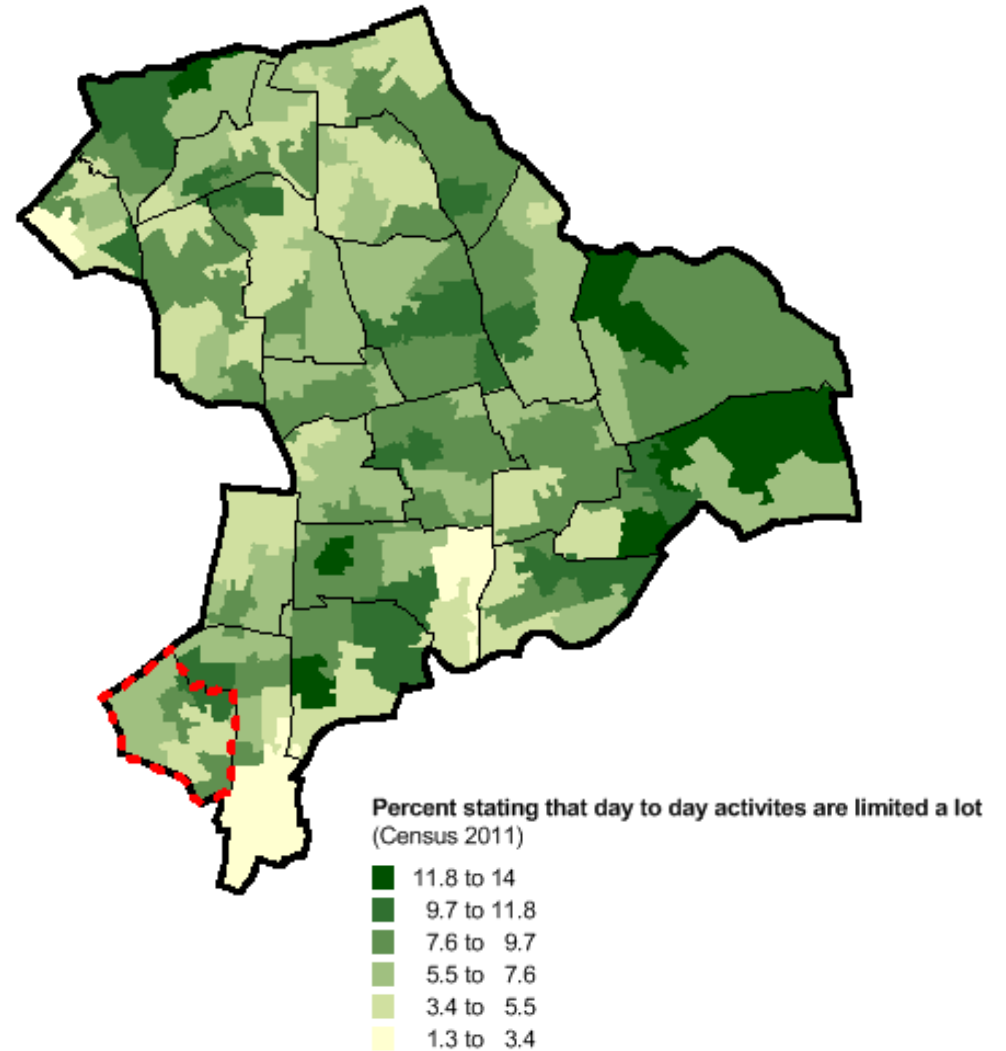 Percent stating that day to day activites are limited a lot
(Census 2011)
11.8 to 14
9.7 to 11.8
7.6 to 9.7
5.5 to 7.6
3.4 to 5.5
1.3 to 3.4